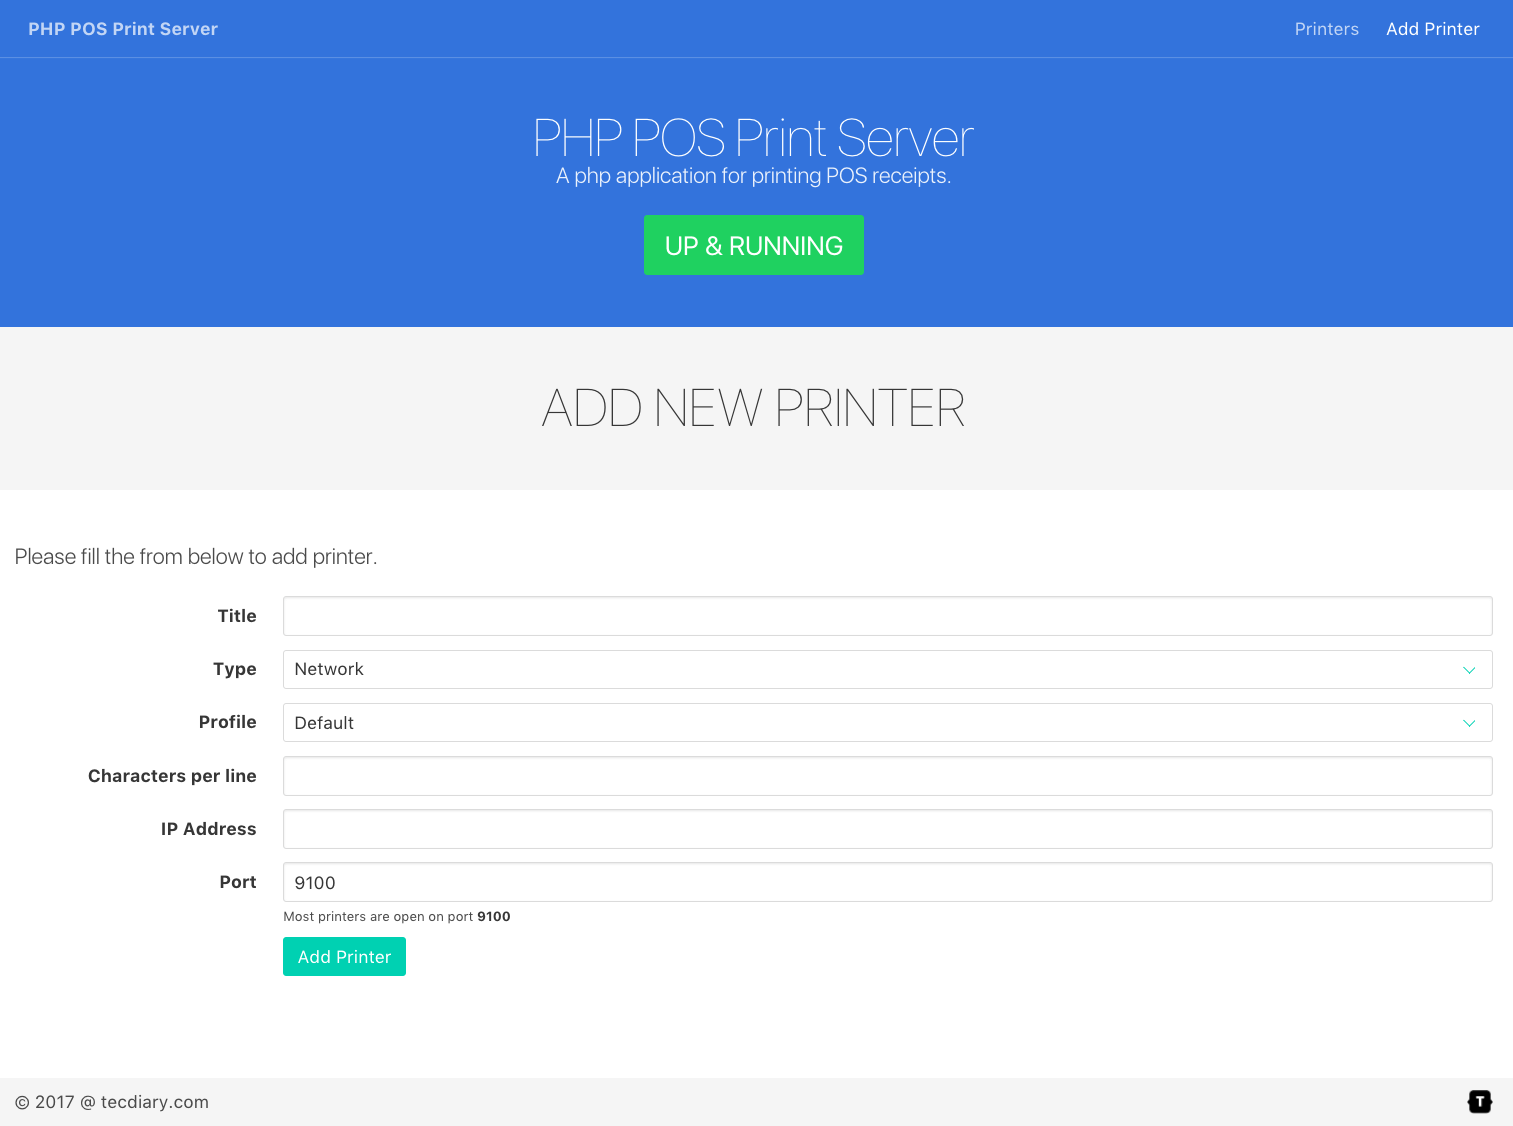 PHP POS Print Server
Printers Add Printer
PHP POS Print Server
A php application for printing POS receipts.
UP & RUNNING
ADD NEW PRINTER
Please fill the from below to add printer.
Title
Type Network
Profile Default
Characters per line
IP Address
Port 9100
Most printers are open on port 9100
Add Printer
© 2017 @ tecdiary.com
T